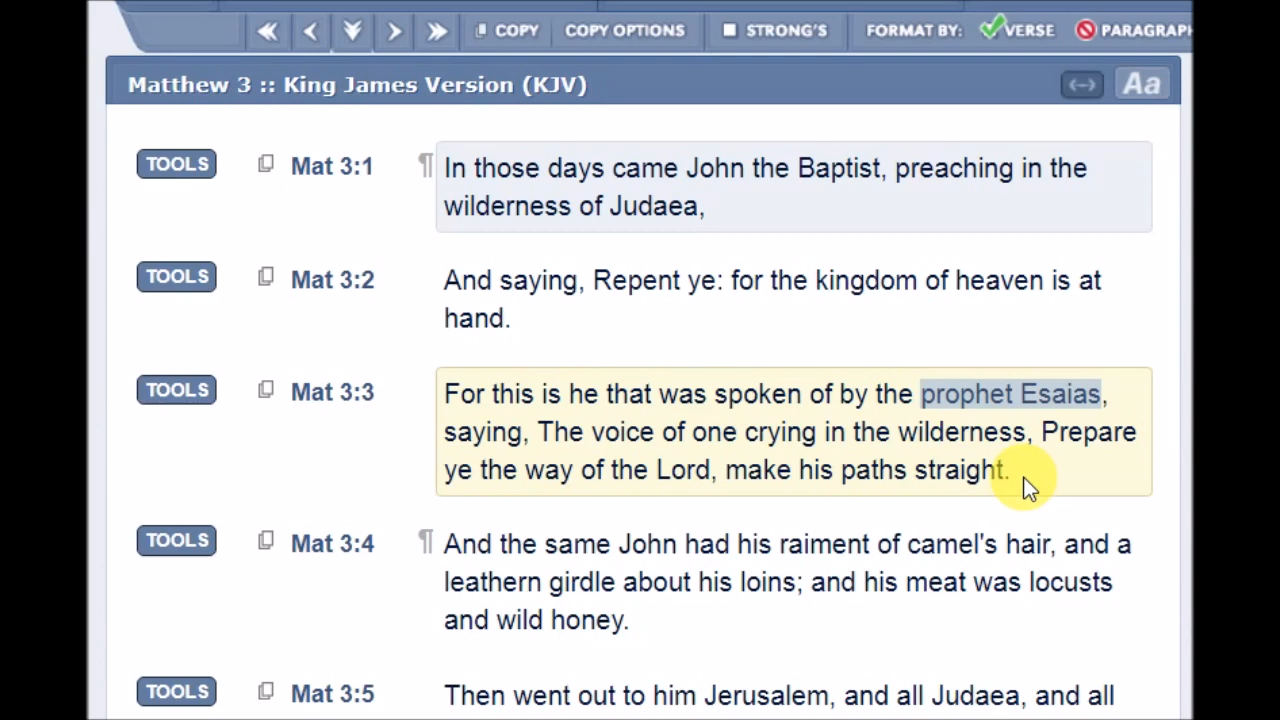 COPY COPY OPTIONS STRONG'S FORMAT BY: VERSE PARAGRAPH
Matthew 3 :: King James Version (KJV) Aa
TOOLS Mat 3:1 ¶ In those days came John the Baptist, preaching in the
wilderness of Judaea,
TOOLS Mat 3:2 And saying, Repent ye: for the kingdom of heaven is at
hand.
TOOLS Mat 3:3 For this is he that was spoken of by the prophet Esaias,
saying, The voice of one crying in the wilderness, Prepare
ye the way of the Lord, make his paths straight.
TOOLS Mat 3:4 ¶ And the same John had his raiment of camel's hair, and a
leathern girdle about his loins; and his meat was locusts
and wild honey.
TOOLS Mat 3:5 Then went out to him Jerusalem, and all Judaea, and all